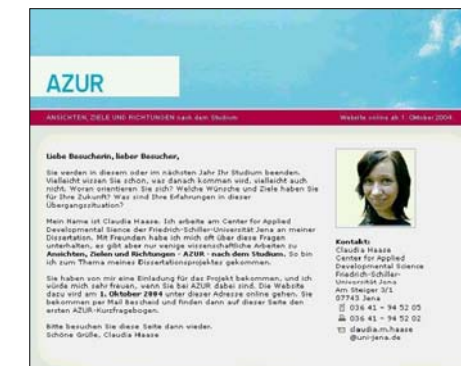 AZUR
ANSICHTEN, ZIELE UND RICHTUNGEN nach dem Studium
Website online ab 1. Oktober 2004
Liebe Besucherin, lieber Besucher,
Sie werden in diesem oder im nächsten Jahr Ihr Studium beenden.
Vielleicht wissen Sie schon, was danach kommen wird, vielleicht auch
nicht. Woran orientieren Sie sich? Welche Wünsche und Ziele haben Sie
für Ihre Zukunft? Was sind Ihre Erfahrungen in dieser
Übergangssituation?
Mein Name ist Claudia Haase. Ich arbeite am Center for Applied
Developmental Sience der Friedrich-Schiller-Universität Jena an meiner
Dissertation. Mit Freunden habe ich mich oft über diese Fragen
unterhalten, es gibt aber nur wenige wissenschaftliche Arbeiten zu
Ansichten, Zielen und Richtungen - AZUR - nach dem Studium. So bin
ich zum Thema meines Dissertationsprojektes gekommen.
Sie haben von mir eine Einladung für das Projekt bekommen, und ich
würde mich sehr freuen, wenn Sie bei AZUR dabei sind. Die Website
dazu wird am 1. Oktober 2004 unter dieser Adresse online gehen. Sie
bekommen per Mail Bescheid und finden dann auf dieser Seite den
ersten AZUR-Kurzfragebogen.
Bitte besuchen Sie diese Seite dann wieder.
Schöne Grüße, Claudia Haase
Kontakt:
Claudia Haase
Center for Applied
Developmental Science
Friedrich-Schiller-
Universität Jena
Am Steiger 3/1
07743 Jena
036 41 - 94 52 05
036 41 - 94 52 02
claudia.m.haase
@uni-jena.de